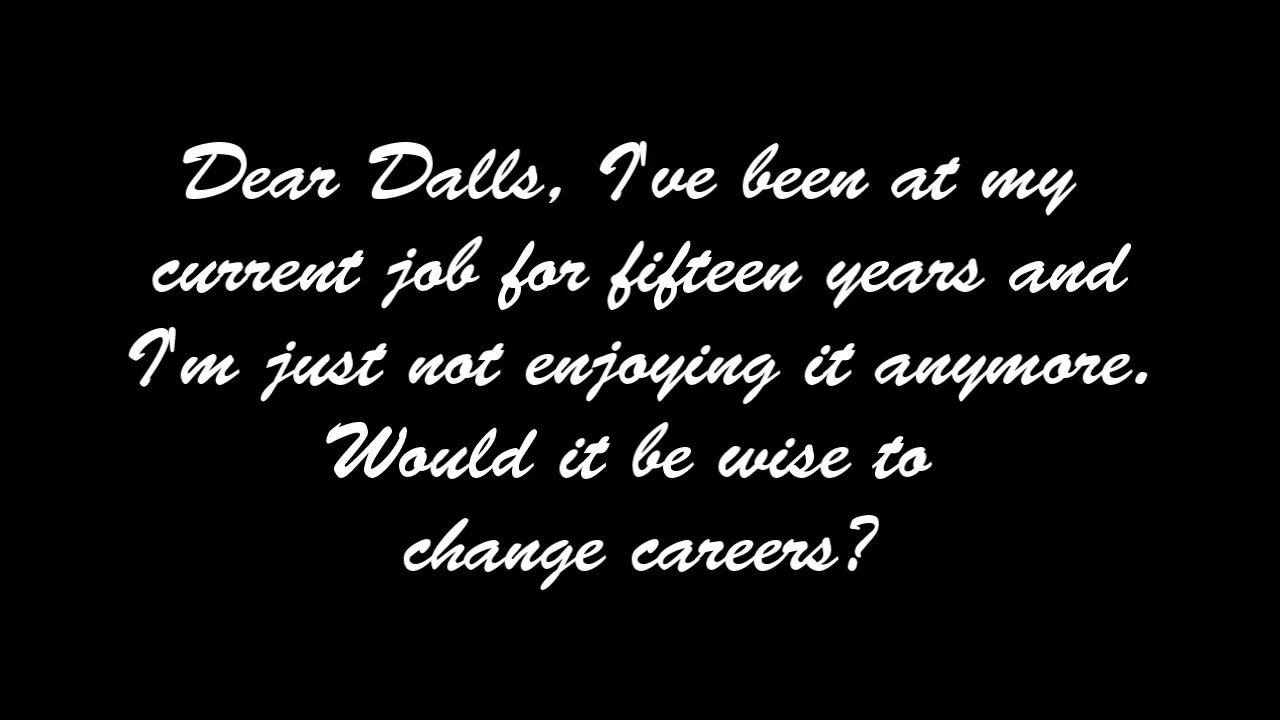 Dear Dalls, I've been at my
current job for fifteen years and
I'm just not enjoying it anymore.
Would it be wise to
change careers?